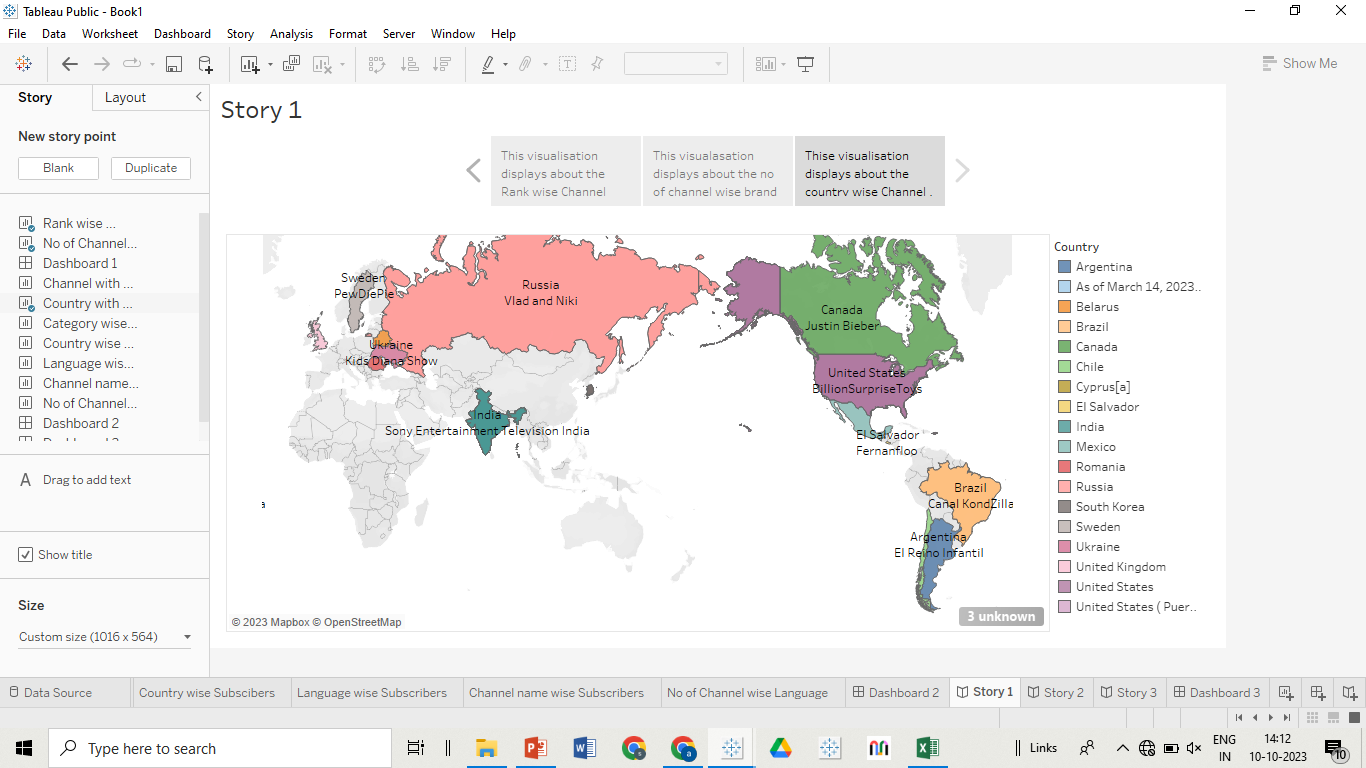 Tableau Public - Book1
File Data Worksheet Dashboard Story Analysis Format Server Window Help
Show Me
Story Layout
New story point
Blank Duplicate
Rank wise ...
No of Channel...
Dashboard 1
Channel with ...
Country with ...
Category wise...
Country wise ...
Language wis...
Channel name...
No of Channel...
Dashboard 2
A Drag to add text
Show title
Size
Custom size (1016 x 564)
Story 1
This visualisation
displays about the
Rank wise Channel
This visualasation
displays about the no
of channel wise brand
Thise visualisation
displays about the
country wise Channel .
Sweden
PewDiePie
Russia
Vlad and Niki
Ukraine
Kids Diana Show
India
Sony Entertainment Television India
a
Canada
Justin Bieber
United States
BillionSurpriseToys
El Salvador
Fernanfloo
Brazil
Canal KondZilla
Argentina
El Reino Infantil
© 2023 Mapbox © OpenStreetMap
3 unknown
Country
Argentina
As of March 14, 2023..
Belarus
Brazil
Canada
Chile
Cyprus[a]
El Salvador
India
Mexico
Romania
Russia
South Korea
Sweden
Ukraine
United Kingdom
United States
United States ( Puer..
Data Source Country wise Subscibers Language wise Subscribers Channel name wise Subscribers No of Channel wise Language Dashboard 2 Story 1 Story 2 Story 3 Dashboard 3
Type here to search
Links
ENG
IN
14:12
10-10-2023
10